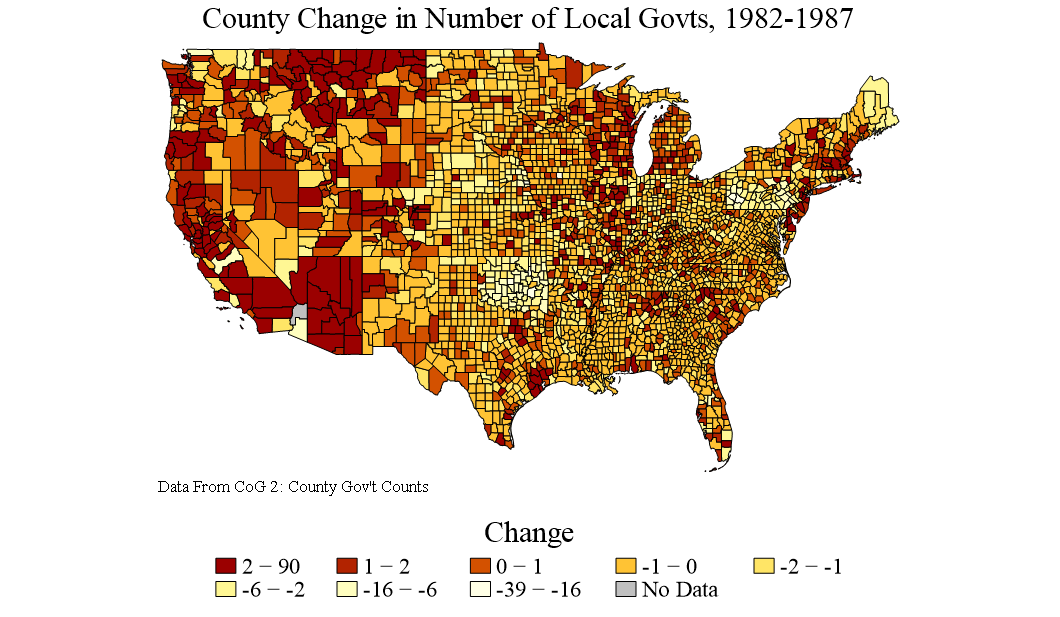 County Change in Number of Local Govts, 1982-1987
Data From CoG 2: County Gov't Counts
Change
2 − 90 1 − 2 0 − 1 -1 − 0 -2 − -1
-6 − -2 -16 − -6 -39 − -16 No Data